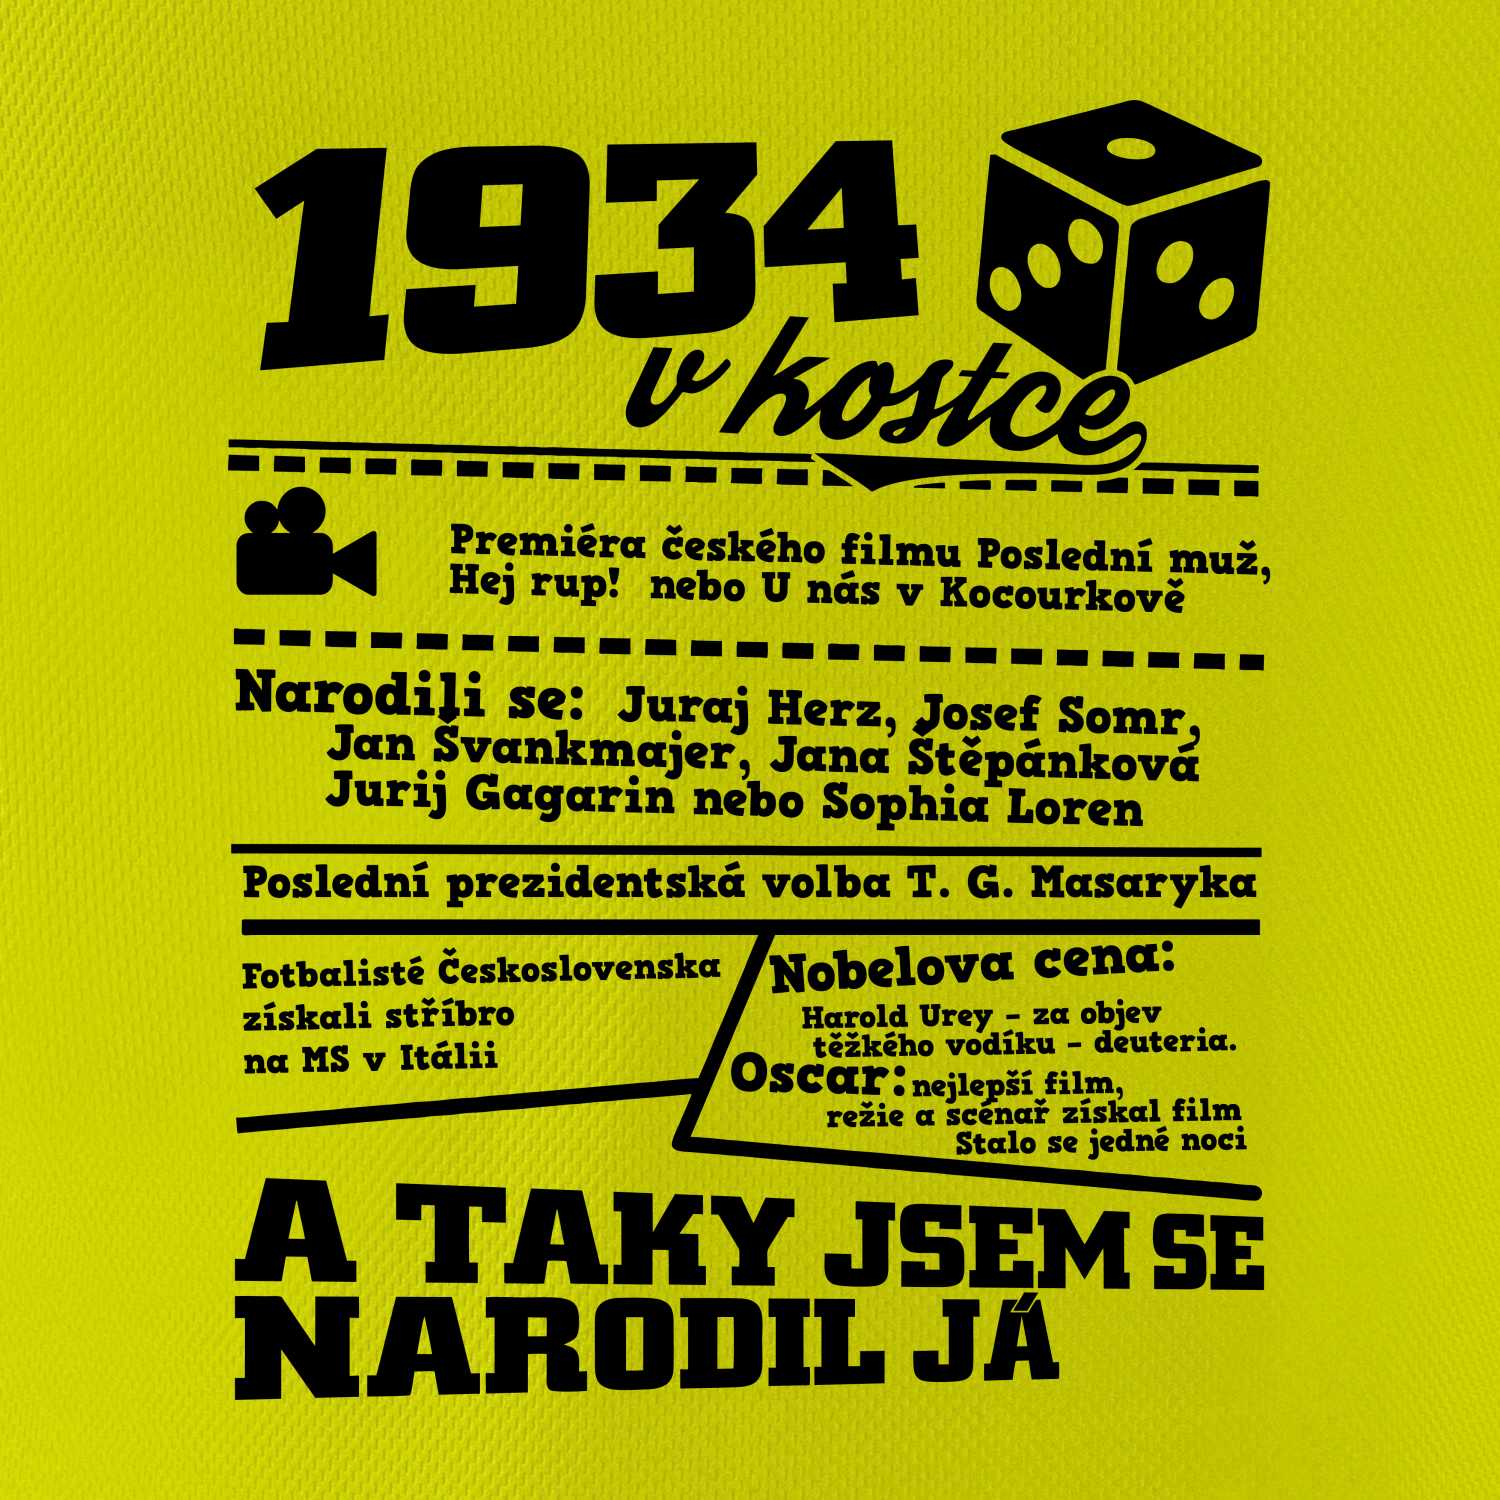 1934
v kostce
Premiéra českého filmu Poslední muž,
Hej rup! nebo U nás v Kocourkově
Narodili se: Juraj Herz, Josef Somr,
Jan Švankmajer, Jana Štěpánková
Jurij Gagarin nebo Sophia Loren
Poslední prezidentská volba T. G. Masaryka
Fotbalisté Československa
získali stříbro
na MS v Itálii
Nobelova cena:
Harold Urey – za objev
těžkého vodíku – deuteria.
Oscar: nejlepší film,
režie a scénař získal film
Stalo se jedné noci
A TAKY JSEM SE
NARODIL JÁ